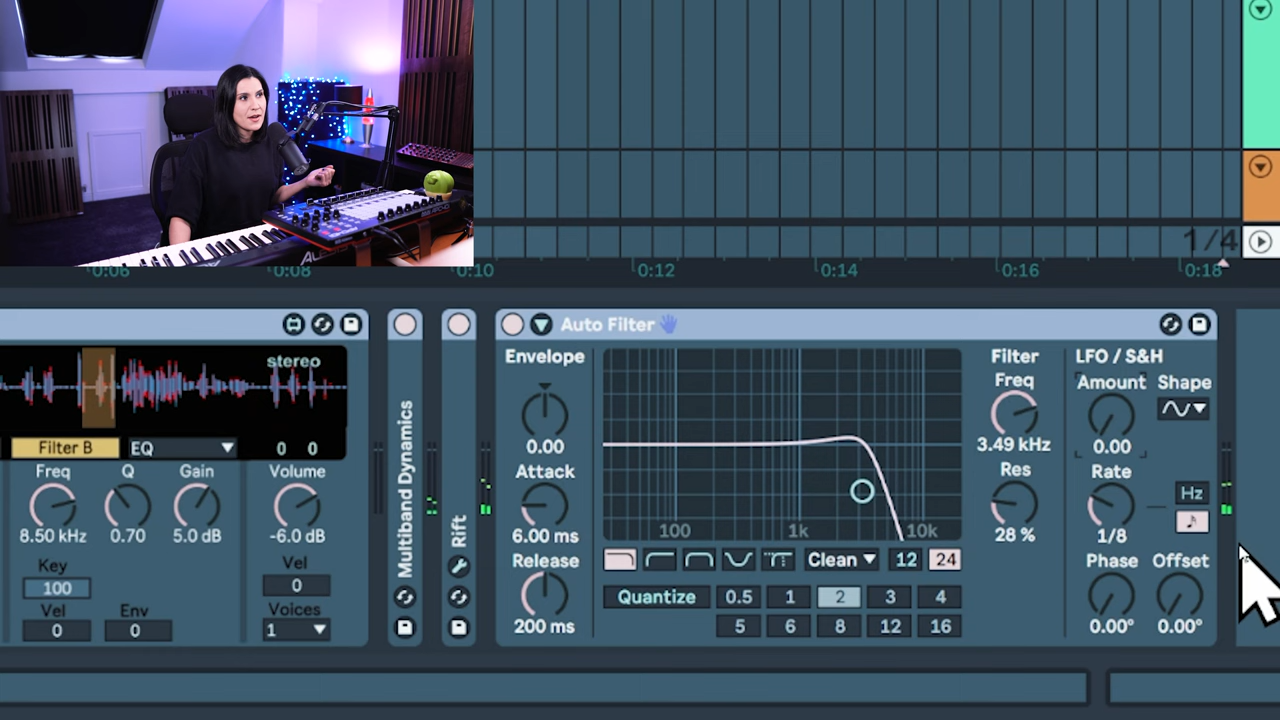 ALESIS
1/4
0:06
0:08
0:10
0:12
0:14
0:16
0:18
stereo
Filter B
EQ
0
0
Freq
Q
Gain
Volume
8.50 kHz
0.70
5.0 dB
-6.0 dB
Key
100
Vel
0
Env
0
Vel
0
Voices
1
Multiband Dynamics
Rift
Auto Filter
Envelope
0.00
Attack
6.00 ms
Release
200 ms
100
1k
10k
Clean
12
24
Quantize
0.5
1
2
3
4
5
6
8
12
16
Filter
Freq
3.49 kHz
Res
28 %
LFO / S&H
Amount
Shape
0.00
Rate
Hz
1/8
Phase
Offset
0.00°
0.00°